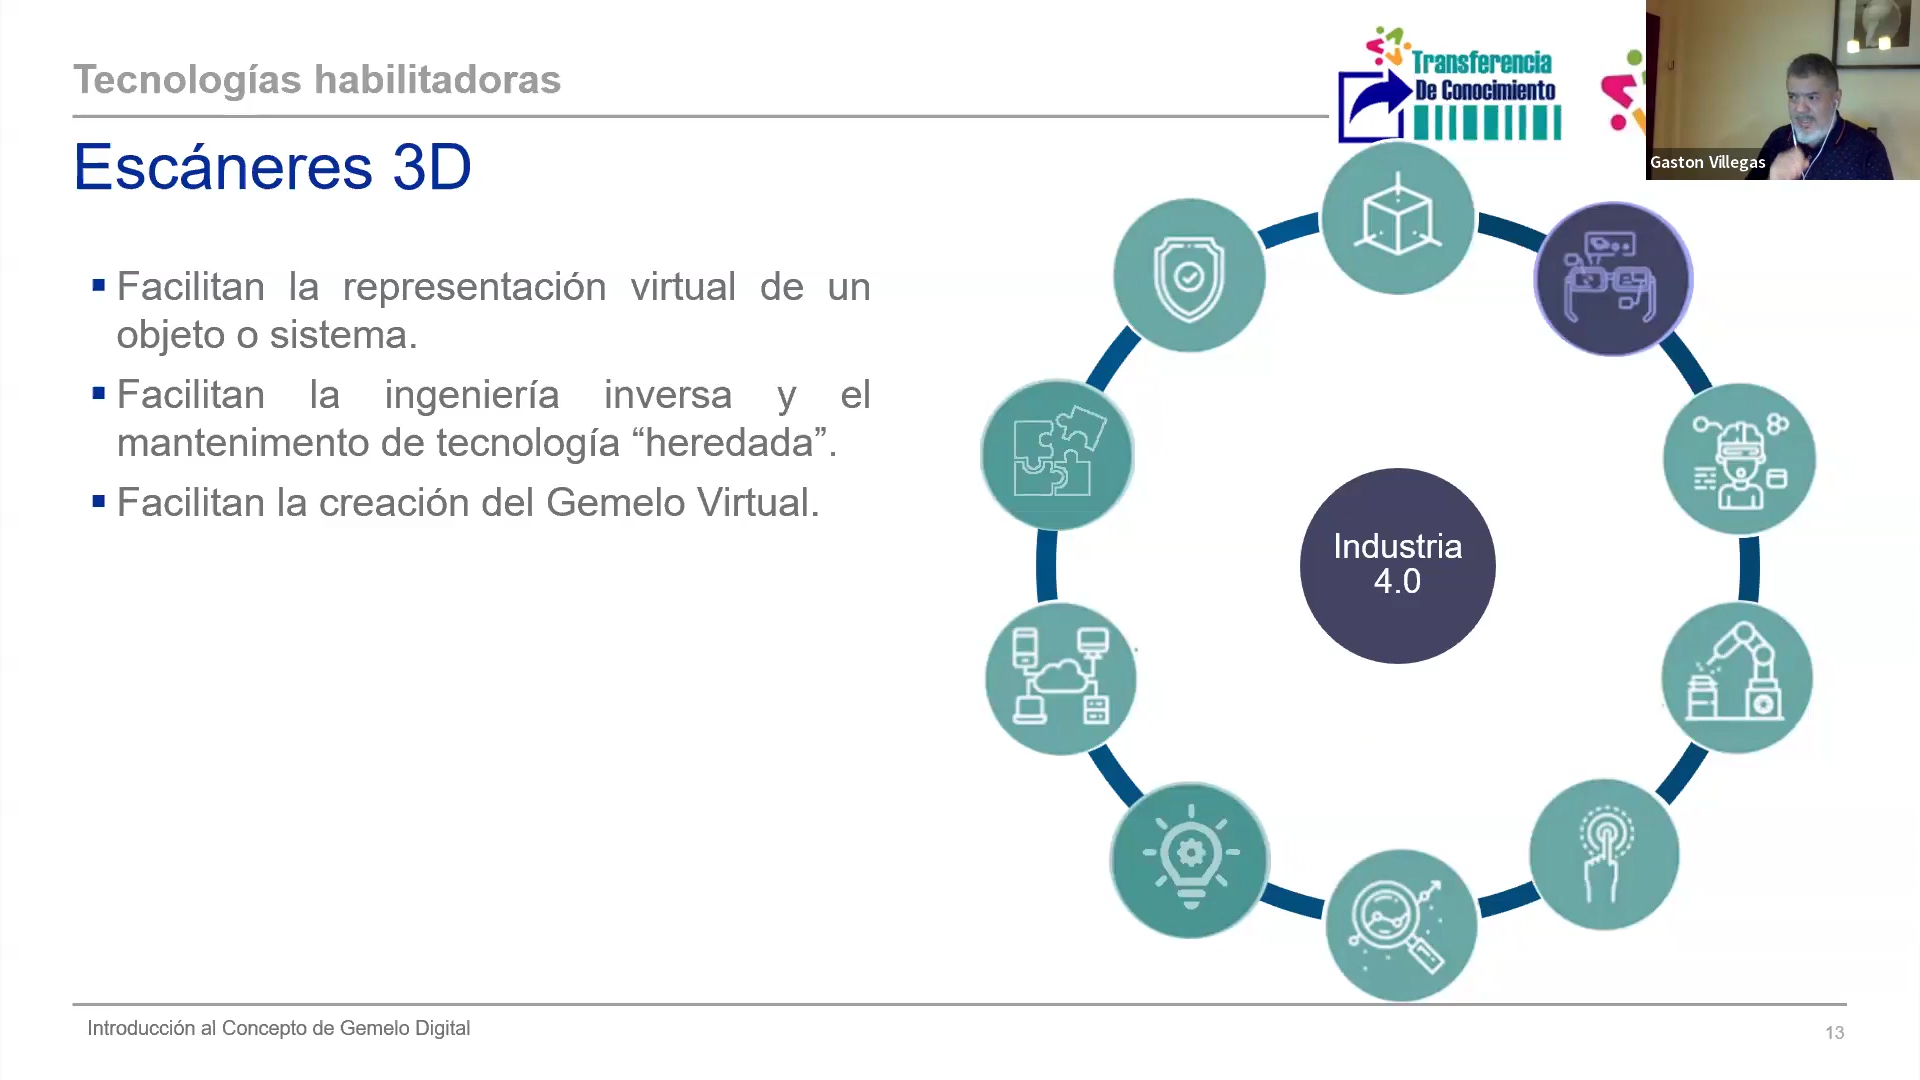 Tecnologías habilitadoras
Transferencia
De Conocimiento
Gaston Villegas
Escáneres 3D
Facilitan la representación virtual de un
objeto o sistema.
Facilitan la ingeniería inversa y el
mantenimento de tecnología “heredada”.
Facilitan la creación del Gemelo Virtual.
Industria
4.0
Introducción al Concepto de Gemelo Digital
13